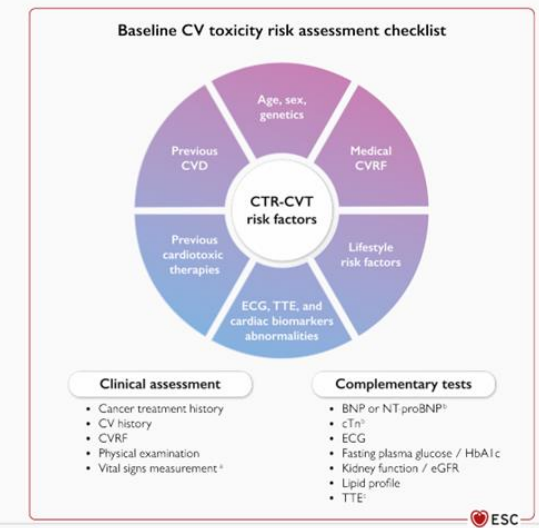 Baseline CV toxicity risk assessment checklist
Age, sex,
genetics
Previous
CVD
Medical
CVRF
CTR-CVT
risk factors
Previous
cardiotoxic
therapies
Lifestyle
risk factors
ECG, TTE, and
cardiac biomarkers
abnormalities
Clinical assessment
• Cancer treatment history
• CV history
• CVRF
• Physical examination
• Vital signs measurement ᵃ
Complementary tests
• BNP or NT-proBNPᵇ
• cTnᵇ
• ECG
• Fasting plasma glucose / HbA1c
• Kidney function / eGFR
• Lipid profile
• TTEᶜ
ESC